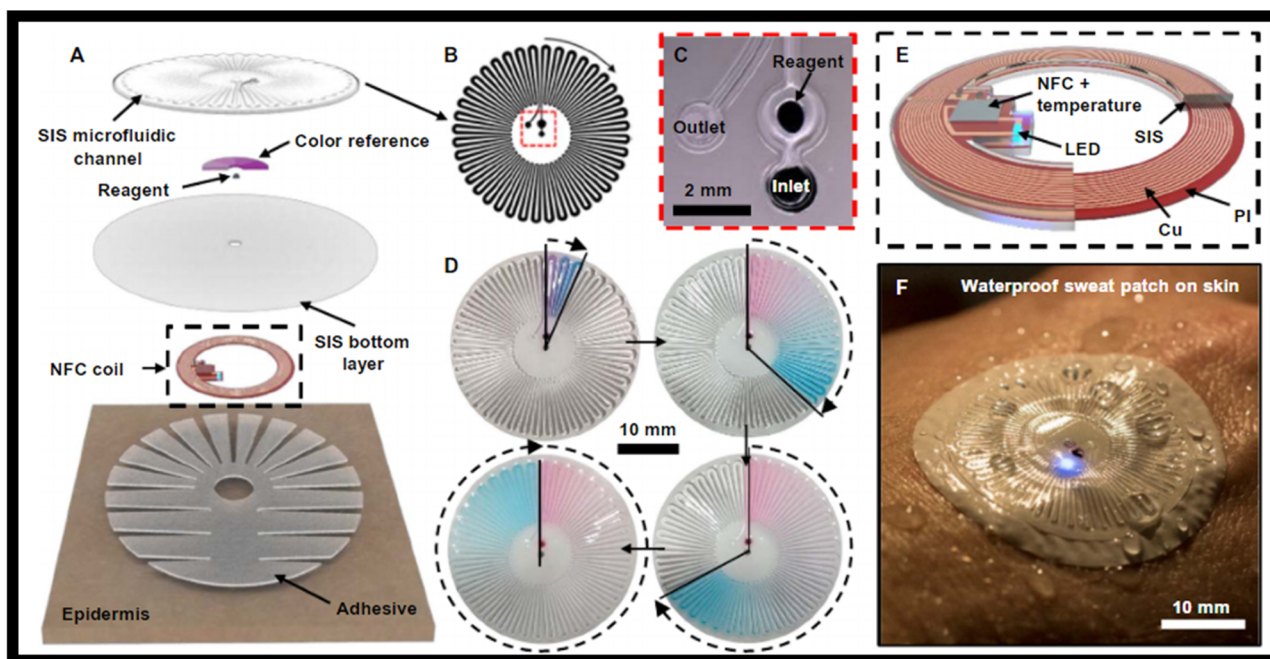 A
SIS microfluidic
channel
Color reference
Reagent
SIS bottom
layer
NFC coil
Epidermis
Adhesive
B
C
Reagent
Outlet
Inlet
2 mm
D
10 mm
E
NFC +
temperature
LED
SIS
Cu
PI
F
Waterproof sweat patch on skin
10 mm